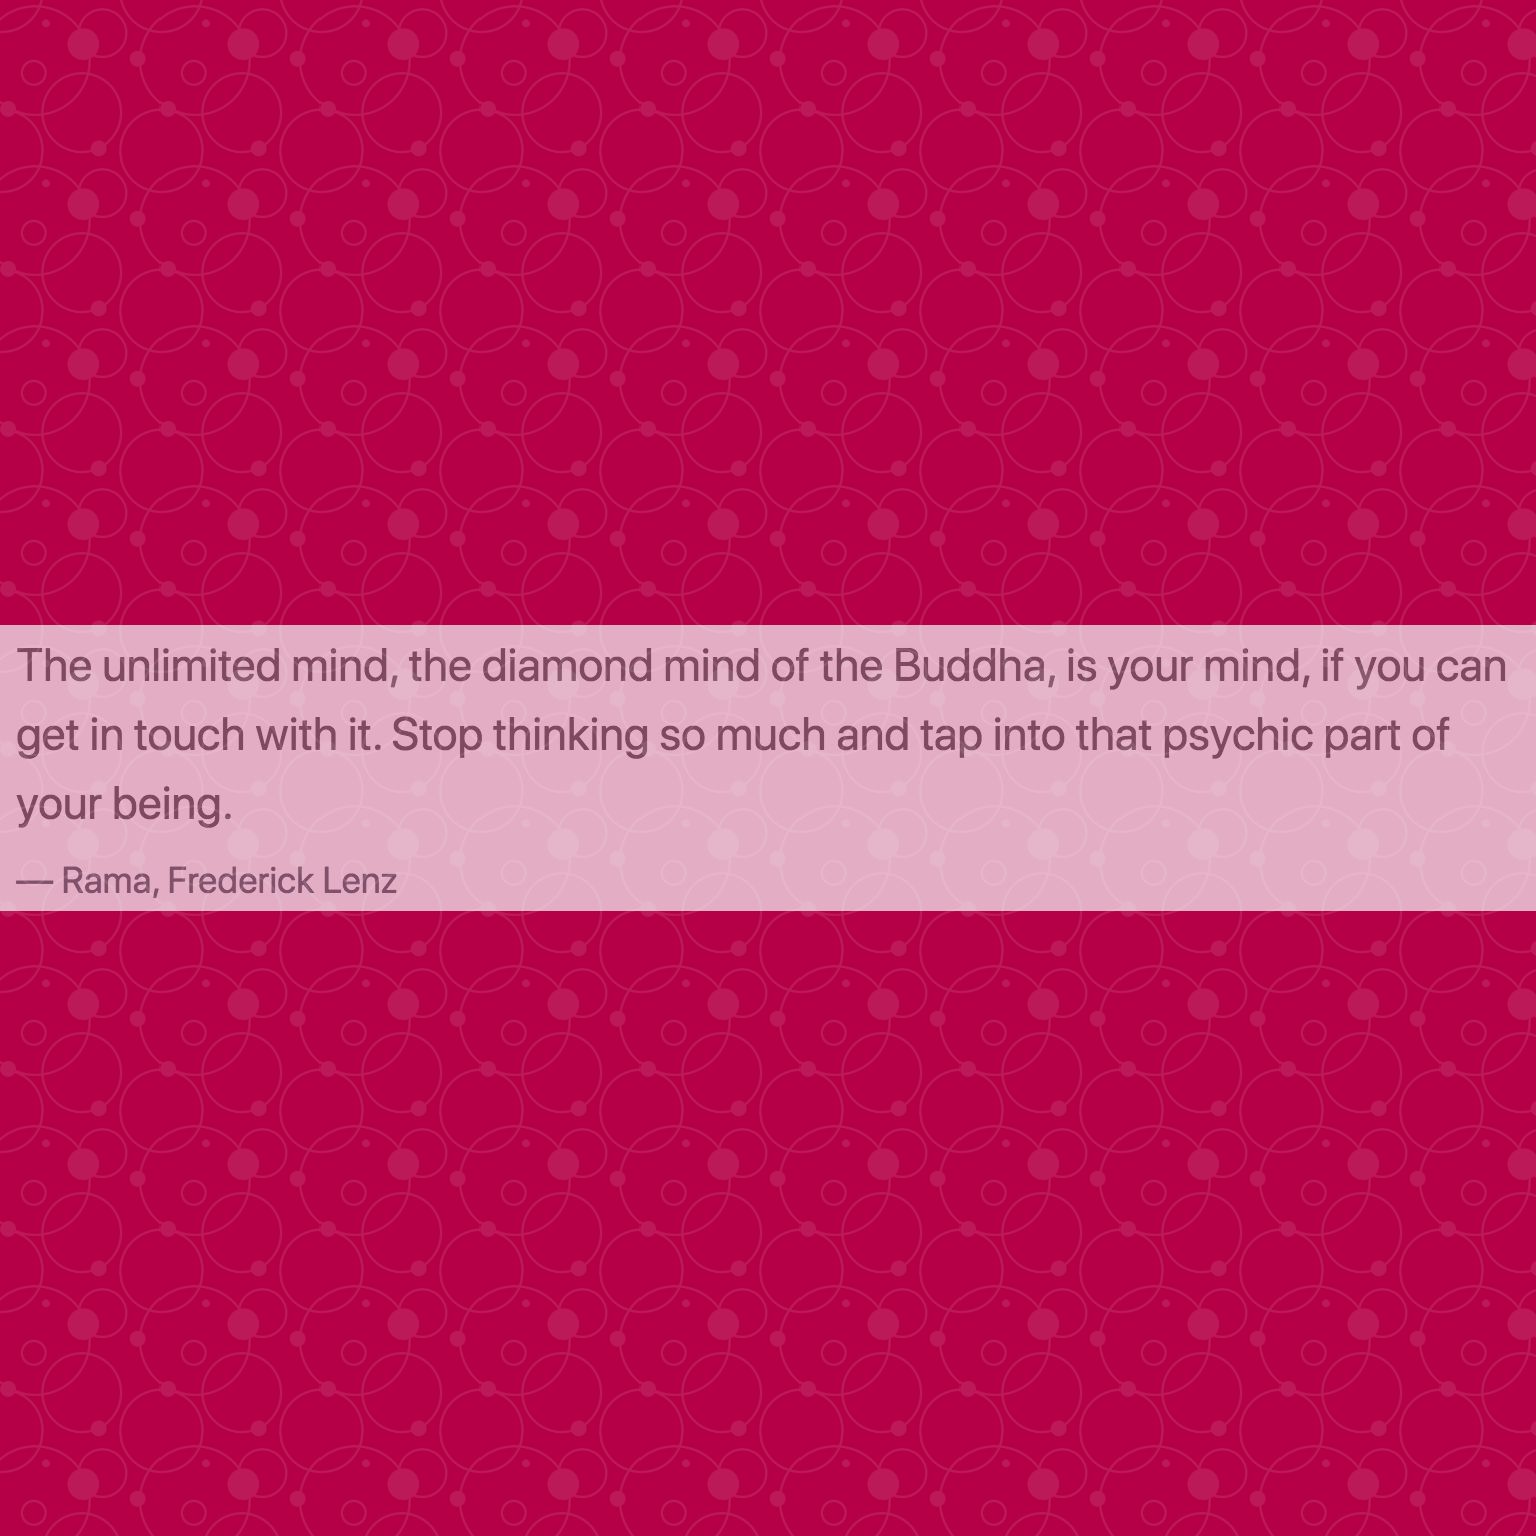 The unlimited mind, the diamond mind of the Buddha, is your mind, if you can
get in touch with it. Stop thinking so much and tap into that psychic part of
your being.
— Rama, Frederick Lenz